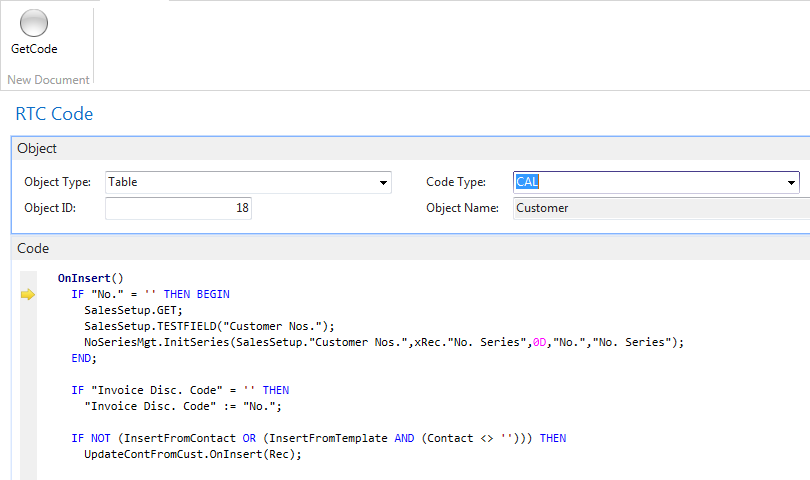 GetCode
New Document
RTC Code
Object
Object Type: Table Code Type: CAL
Object ID: 18 Object Name: Customer
Code
OnInsert()
IF "No." = '' THEN BEGIN
SalesSetup.GET;
SalesSetup.TESTFIELD("Customer Nos.");
NoSeriesMgt.InitSeries(SalesSetup."Customer Nos.",xRec."No. Series",0D,"No.","No. Series");
END;
IF "Invoice Disc. Code" = '' THEN
"Invoice Disc. Code" := "No.";
IF NOT (InsertFromContact OR (InsertFromTemplate AND (Contact <> ''))) THEN
UpdateContFromCust.OnInsert(Rec);